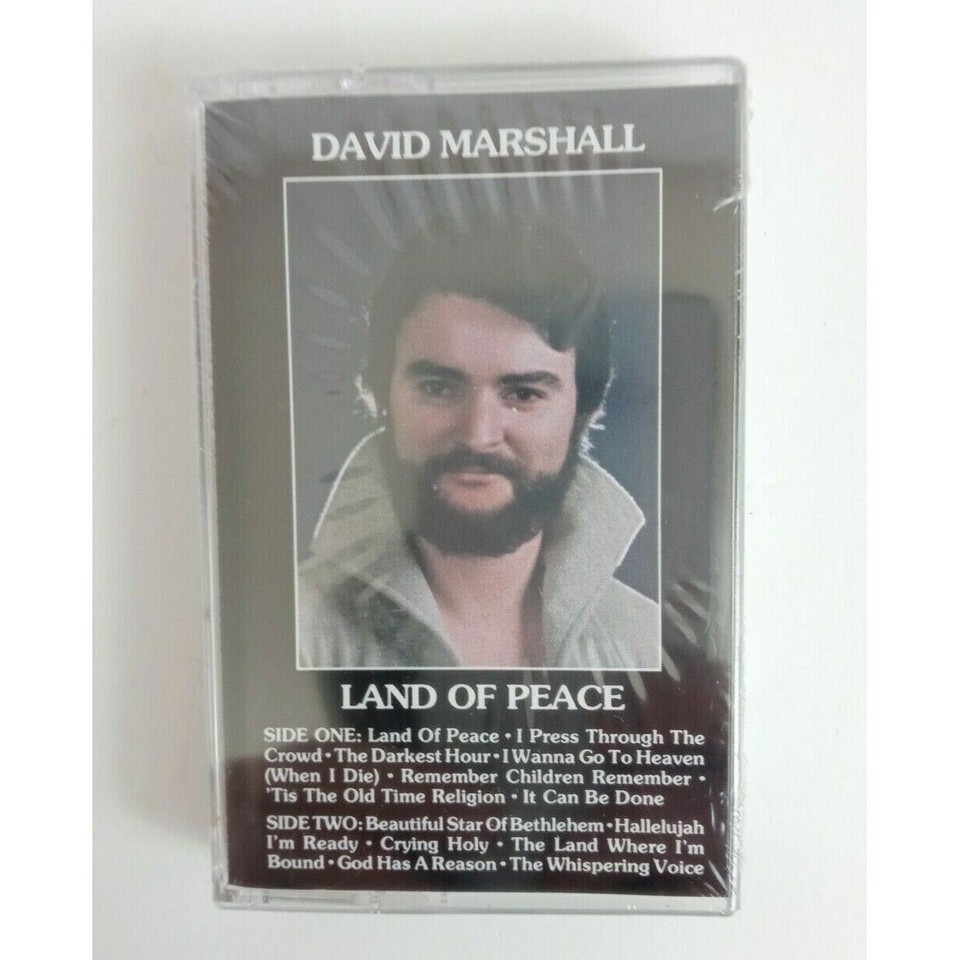 DAVID MARSHALL
LAND OF PEACE
SIDE ONE: Land Of Peace • I Press Through The
Crowd • The Darkest Hour • I Wanna Go To Heaven
(When I Die) • Remember Children Remember •
'Tis The Old Time Religion • It Can Be Done
SIDE TWO: Beautiful Star Of Bethlehem • Hallelujah
I'm Ready • Crying Holy • The Land Where I'm
Bound • God Has A Reason • The Whispering Voice